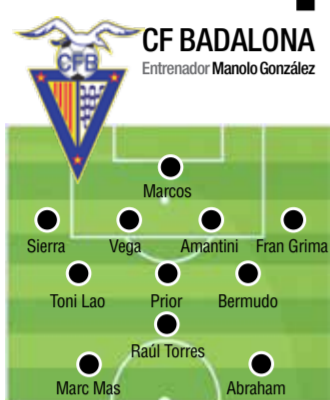 CF BADALONA
Entrenador Manolo González
CFB
Marcos
Sierra Vega Amantini Fran Grima
Toni Lao Prior Bermudo
Raúl Torres
Marc Mas Abraham